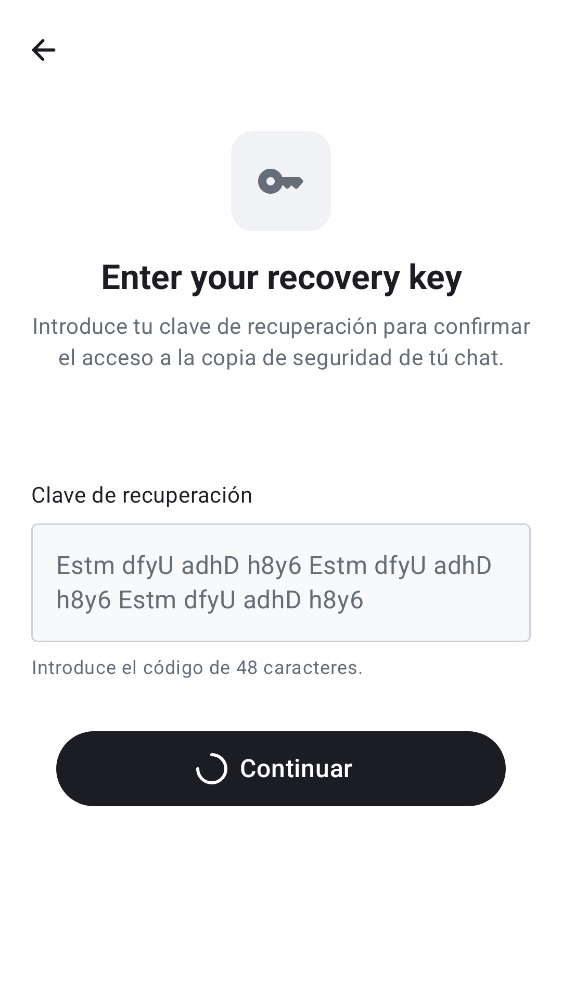 Enter your recovery key
Introduce tu clave de recuperación para confirmar
el acceso a la copia de seguridad de tú chat.
Clave de recuperación
Estm dfyU adhD h8y6 Estm dfyU adhD
h8y6 Estm dfyU adhD h8y6
Introduce el código de 48 caracteres.
Continuar